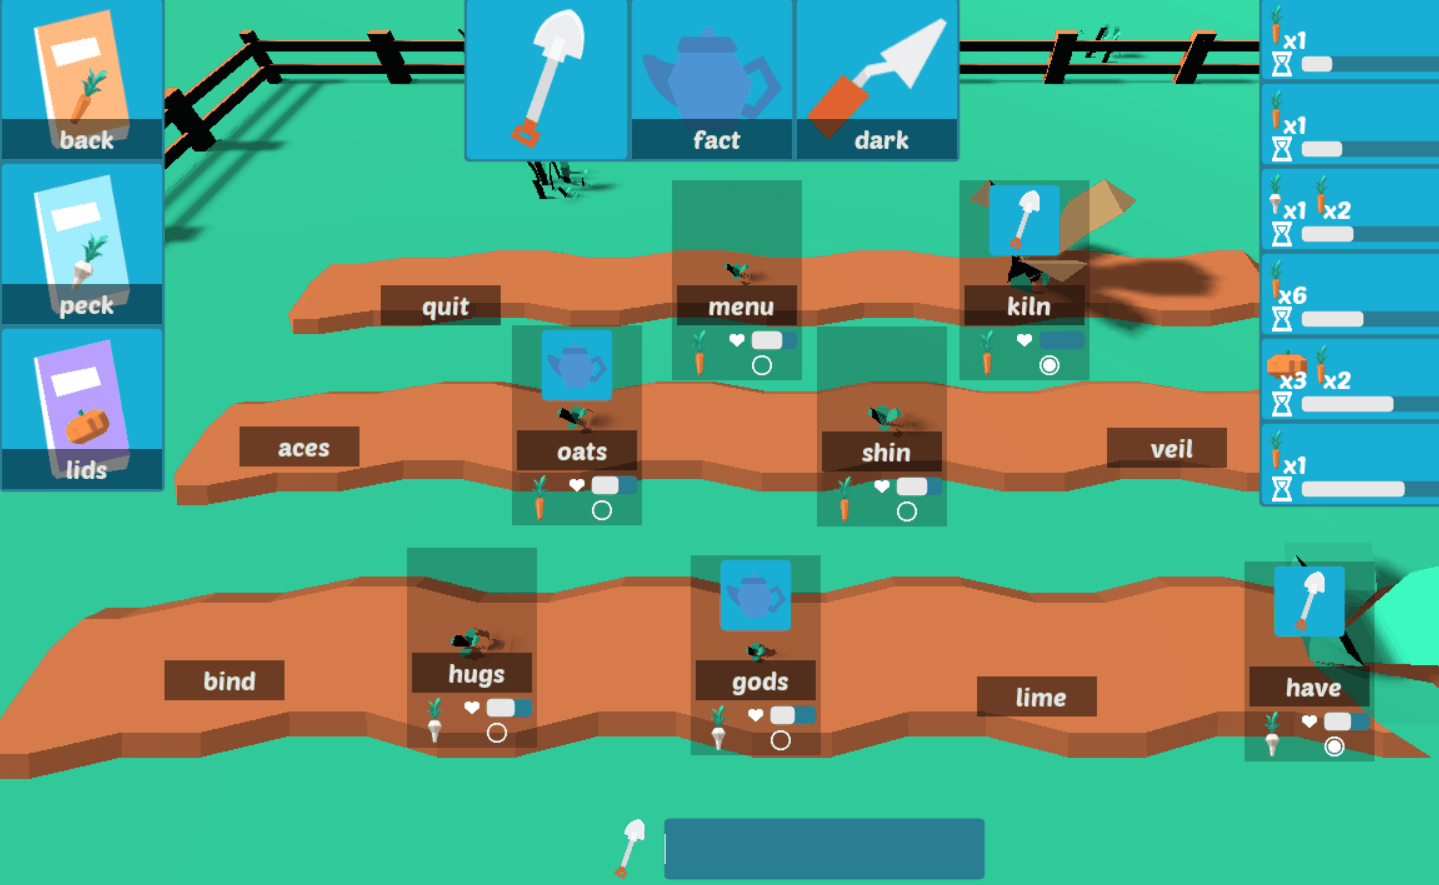 back
fact
dark
peck
lids
x1
x1
x1 x2
x6
x3 x2
x1
quit
menu
kiln
aces
oats
shin
veil
bind
hugs
gods
lime
have